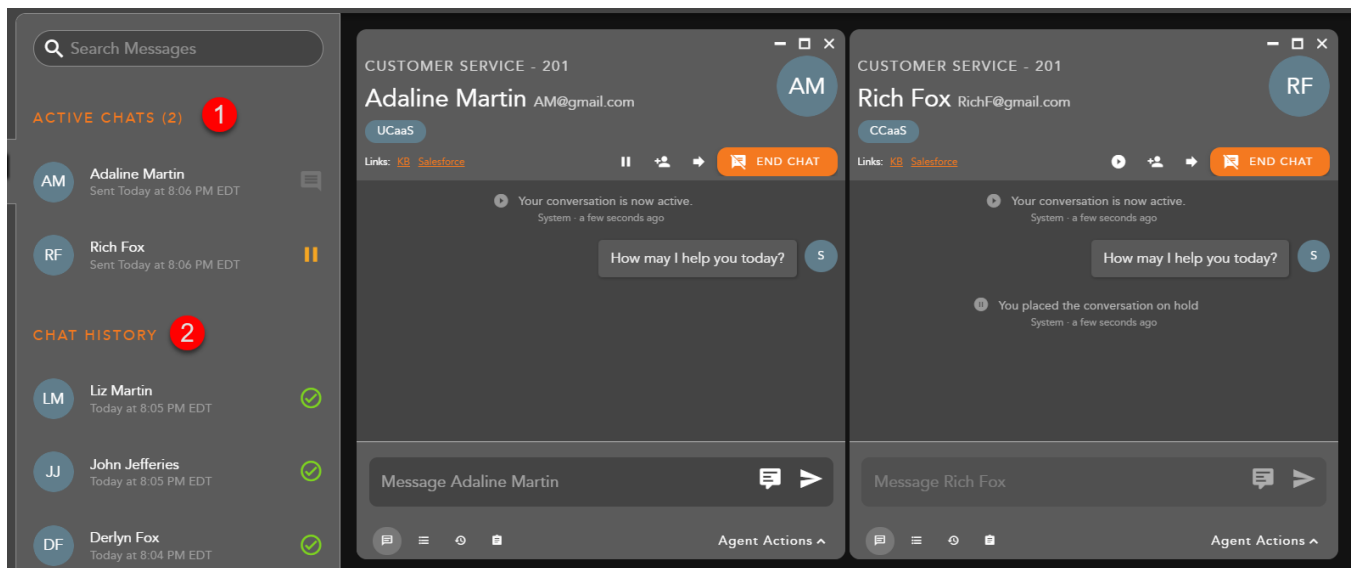 Search Messages
ACTIVE CHATS (2)
1
AM
Adaline Martin
Sent Today at 8:06 PM EDT
RF
Rich Fox
Sent Today at 8:06 PM EDT
CHAT HISTORY
2
LM
Liz Martin
Today at 8:05 PM EDT
JJ
John Jefferies
Today at 8:05 PM EDT
DF
Derlyn Fox
Today at 8:04 PM EDT
CUSTOMER SERVICE - 201
Adaline Martin AM@gmail.com
AM
UCaaS
Links: KB Salesforce
END CHAT
Your conversation is now active.
System - a few seconds ago
How may I help you today?
S
Message Adaline Martin
Agent Actions
CUSTOMER SERVICE - 201
Rich Fox RichF@gmail.com
RF
CCaaS
Links: KB Salesforce
END CHAT
Your conversation is now active.
System - a few seconds ago
How may I help you today?
S
You placed the conversation on hold
System - a few seconds ago
Message Rich Fox
Agent Actions